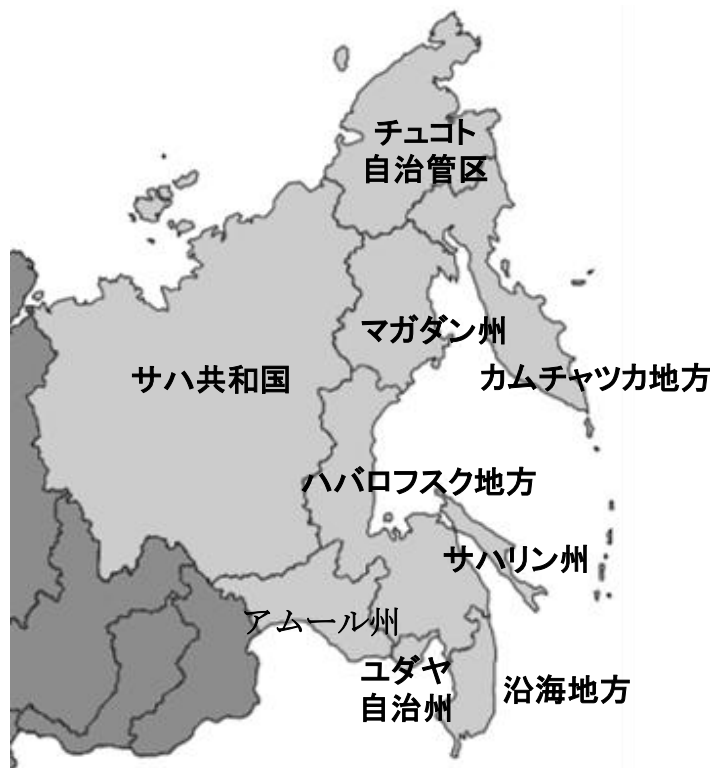 チュコト
自治管区
マガダン州
サハ共和国
カムチャツカ地方
ハバロフスク地方
サハリン州
アムール州
ユダヤ
自治州
沿海地方